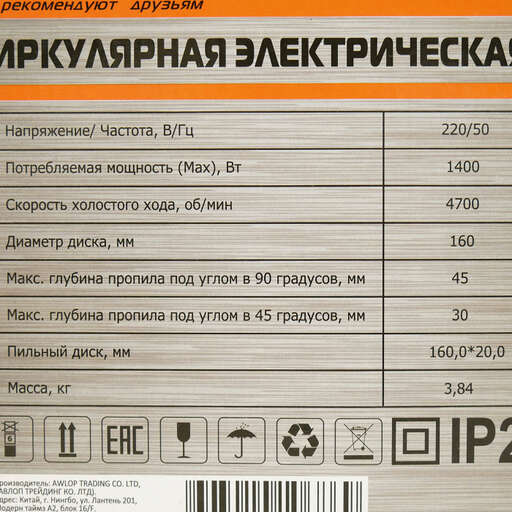 рекомендуют друзьям
ИРКУЛЯРНАЯ ЭЛЕКТРИЧЕСКАЯ
Напряжение/ Частота, В/Гц 220/50
Потребляемая мощность (Max), Вт 1400
Скорость холостого хода, об/мин 4700
Диаметр диска, мм 160
Макс. глубина пропила под углом в 90 градусов, мм 45
Макс. глубина пропила под углом в 45 градусов, мм 30
Пильный диск, мм 160,0*20,0
Масса, кг 3,84
6 EAC IP2
роизводитель: AWLOP TRADING CO. LTD,
АВЛОП ТРЕЙДИНГ КО. ЛТД).
дрес: Китай, г. Нингбо, ул. Лантень 201,
Модерн таймз А2, блок 16/F.